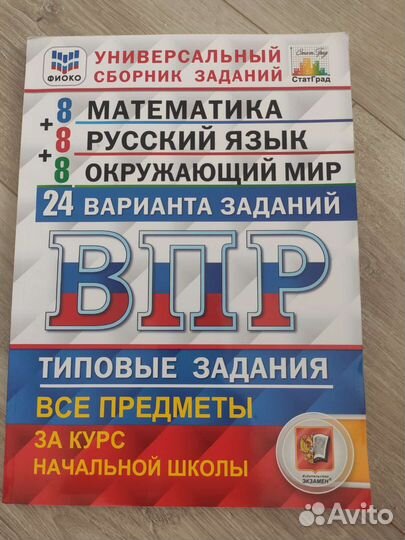 ФИОКО
УНИВЕРСАЛЬНЫЙ
СБОРНИК ЗАДАНИЙ
СтатГрад
+8 МАТЕМАТИКА
+8 РУССКИЙ ЯЗЫК
8 ОКРУЖАЮЩИЙ МИР
24 ВАРИАНТА ЗАДАНИЙ
ВПР
ТИПОВЫЕ ЗАДАНИЯ
ВСЕ ПРЕДМЕТЫ
ЗА КУРС
НАЧАЛЬНОЙ ШКОЛЫ
ЭКЗАМЕН
Avito